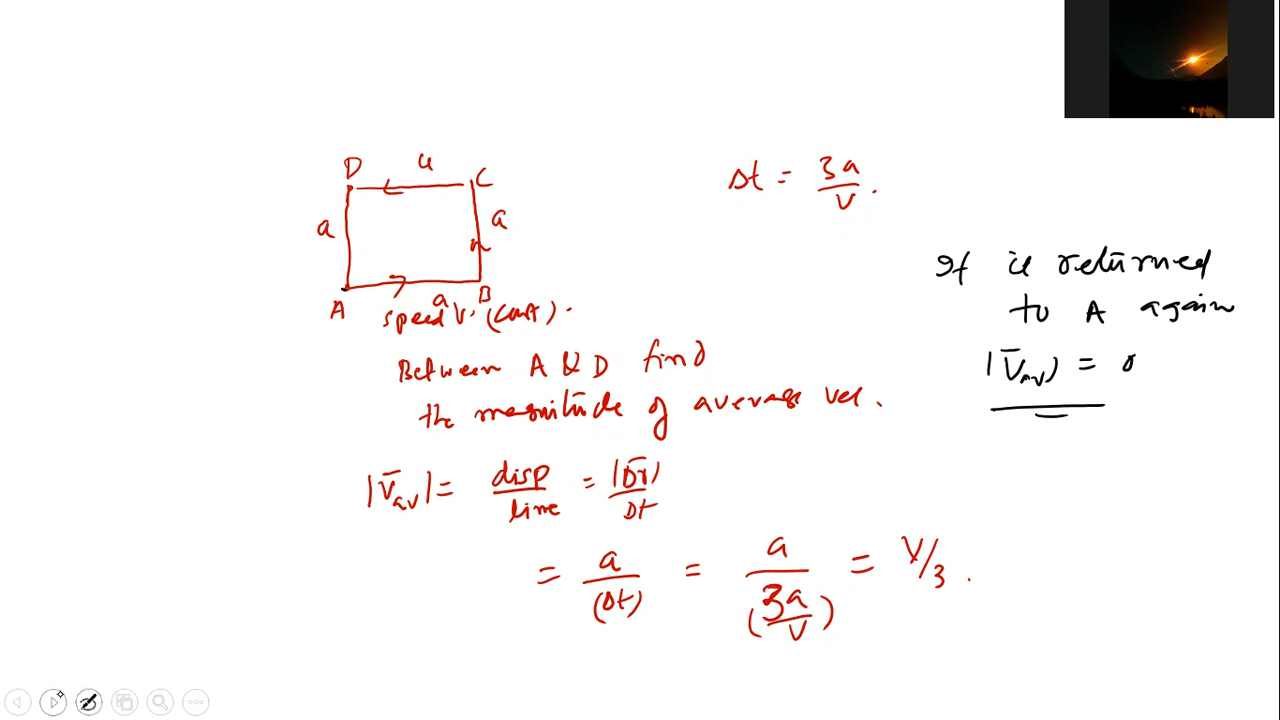 D a C
a a
A a B
speed v. (const).
Δt = 3a/v.
If is returned
to A again
|V̄av| = 0
Between A & D find
the magnitude of average vel.
|V̄av| = disp/time = |Δr̄|/Δt
= a/(Δt) = a/(3a/v) = v/3.